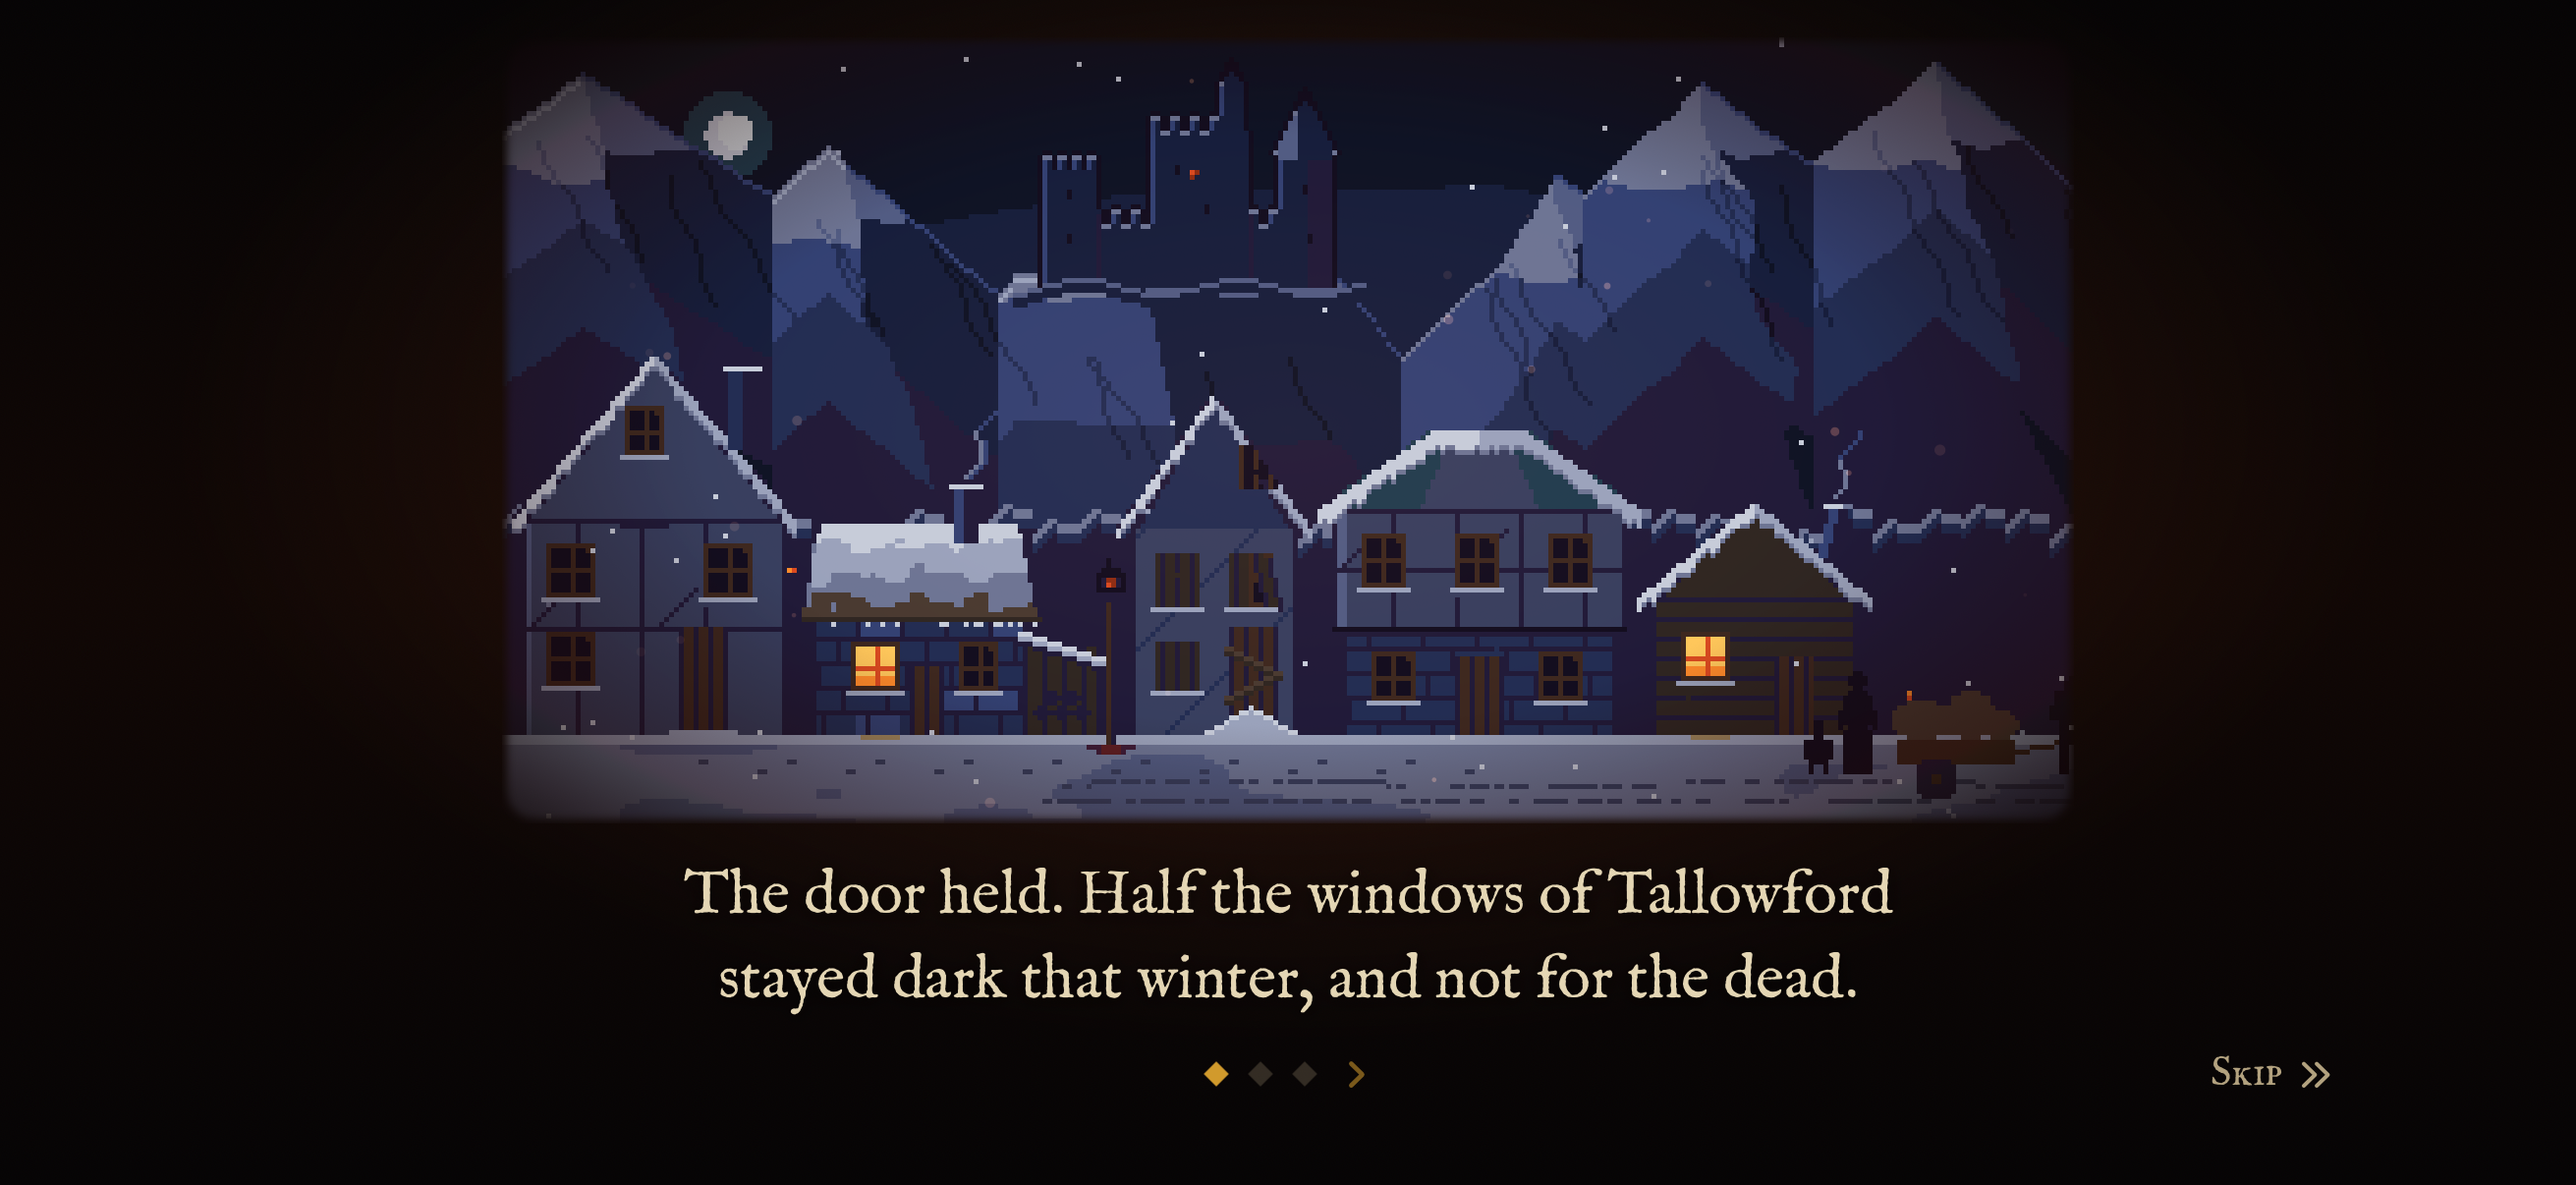 The door held. Half the windows of Tallowford
stayed dark that winter, and not for the dead.
Skip